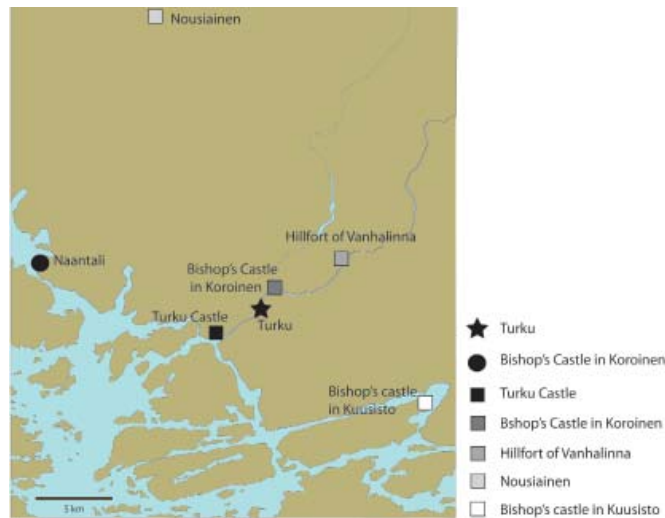 Nousiainen
Hillfort of Vanhalinna
Naantali
Bishop's Castle
in Koroinen
Turku Castle
Turku
Bishop's castle
in Kuusisto
5 km
Turku
Bishop's Castle in Koroinen
Turku Castle
Bshop's Castle in Koroinen
Hillfort of Vanhalinna
Nousiainen
Bishop's castle in Kuusisto